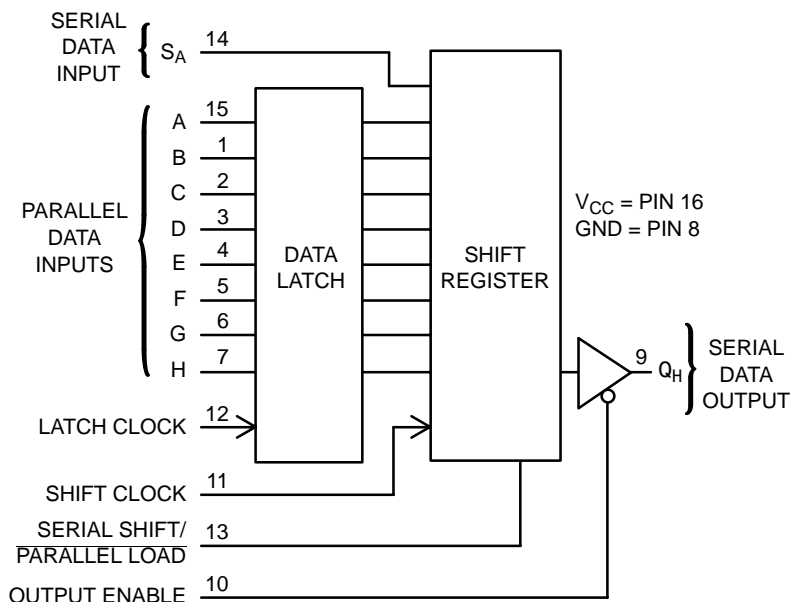 SERIAL
DATA
INPUT
SA
14
PARALLEL
DATA
INPUTS
A 15
B 1
C 2
D 3
E 4
F 5
G 6
H 7
LATCH CLOCK 12
SHIFT CLOCK 11
SERIAL SHIFT/
PARALLEL LOAD
13
OUTPUT ENABLE 10
DATA
LATCH
SHIFT
REGISTER
VCC = PIN 16
GND = PIN 8
9
QH
SERIAL
DATA
OUTPUT